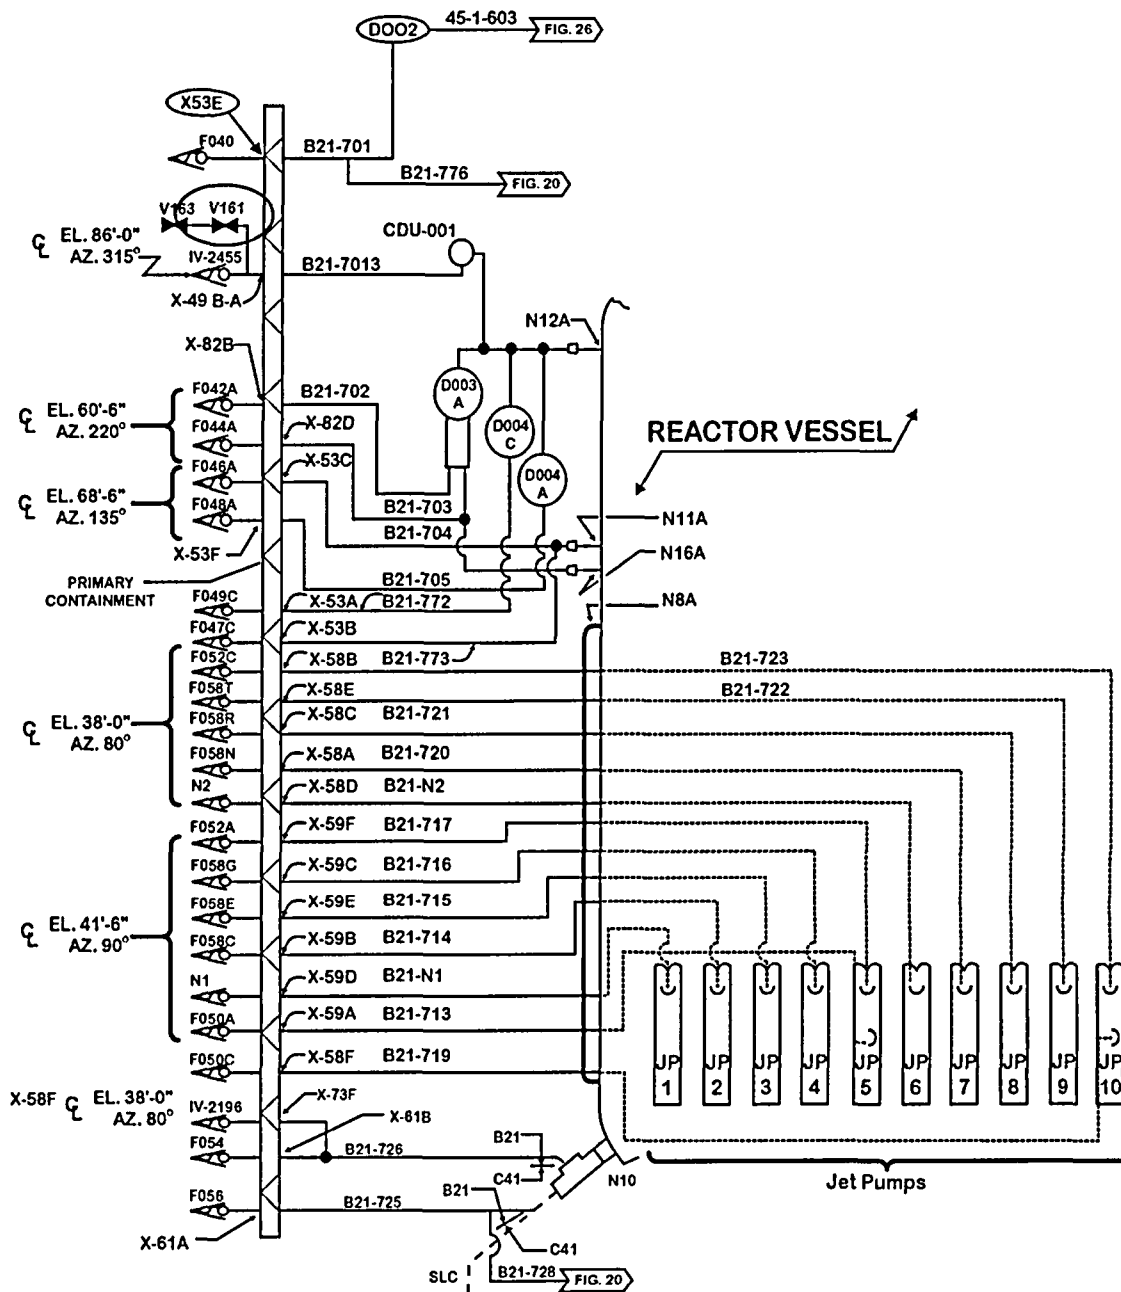 DOO2
45-1-603
FIG. 26
X53E
F040
B21-701
B21-776
FIG. 20
V163
V161
CDU-001
℄ EL. 86'-0"
AZ. 315°
IV-2455
B21-7013
X-49 B-A
N12A
X-82B
D003
A
F042A
B21-702
℄ EL. 60'-6"
AZ. 220°
X-82D
D004
C
F044A
REACTOR VESSEL
X-53C
F046A
D004
A
℄ EL. 68'-6"
AZ. 135°
F048A
B21-703
B21-704
N11A
X-53F
N16A
PRIMARY
CONTAINMENT
B21-705
F049C
X-53A
B21-772
N8A
F047C
X-53B
F052C
X-58B
B21-773
B21-723
F058T
X-58E
B21-722
℄ EL. 38'-0"
AZ. 80°
F058R
X-58C
B21-721
F058N
X-58A
B21-720
N2
X-58D
B21-N2
F052A
X-59F
B21-717
F058G
X-59C
B21-716
F058E
X-59E
B21-715
℄ EL. 41'-6"
AZ. 90°
F058C
X-59B
B21-714
N1
X-59D
B21-N1
F050A
X-59A
B21-713
F050C
X-58F
B21-719
JP
1
JP
2
JP
3
JP
4
JP
5
JP
6
JP
7
JP
8
JP
9
JP
10
X-58F ℄ EL. 38'-0"
AZ. 80°
IV-2196
X-73F
X-61B
F054
B21-726
B21
C41
N10
Jet Pumps
F056
B21-725
B21
C41
X-61A
SLC
B21-728
FIG. 20